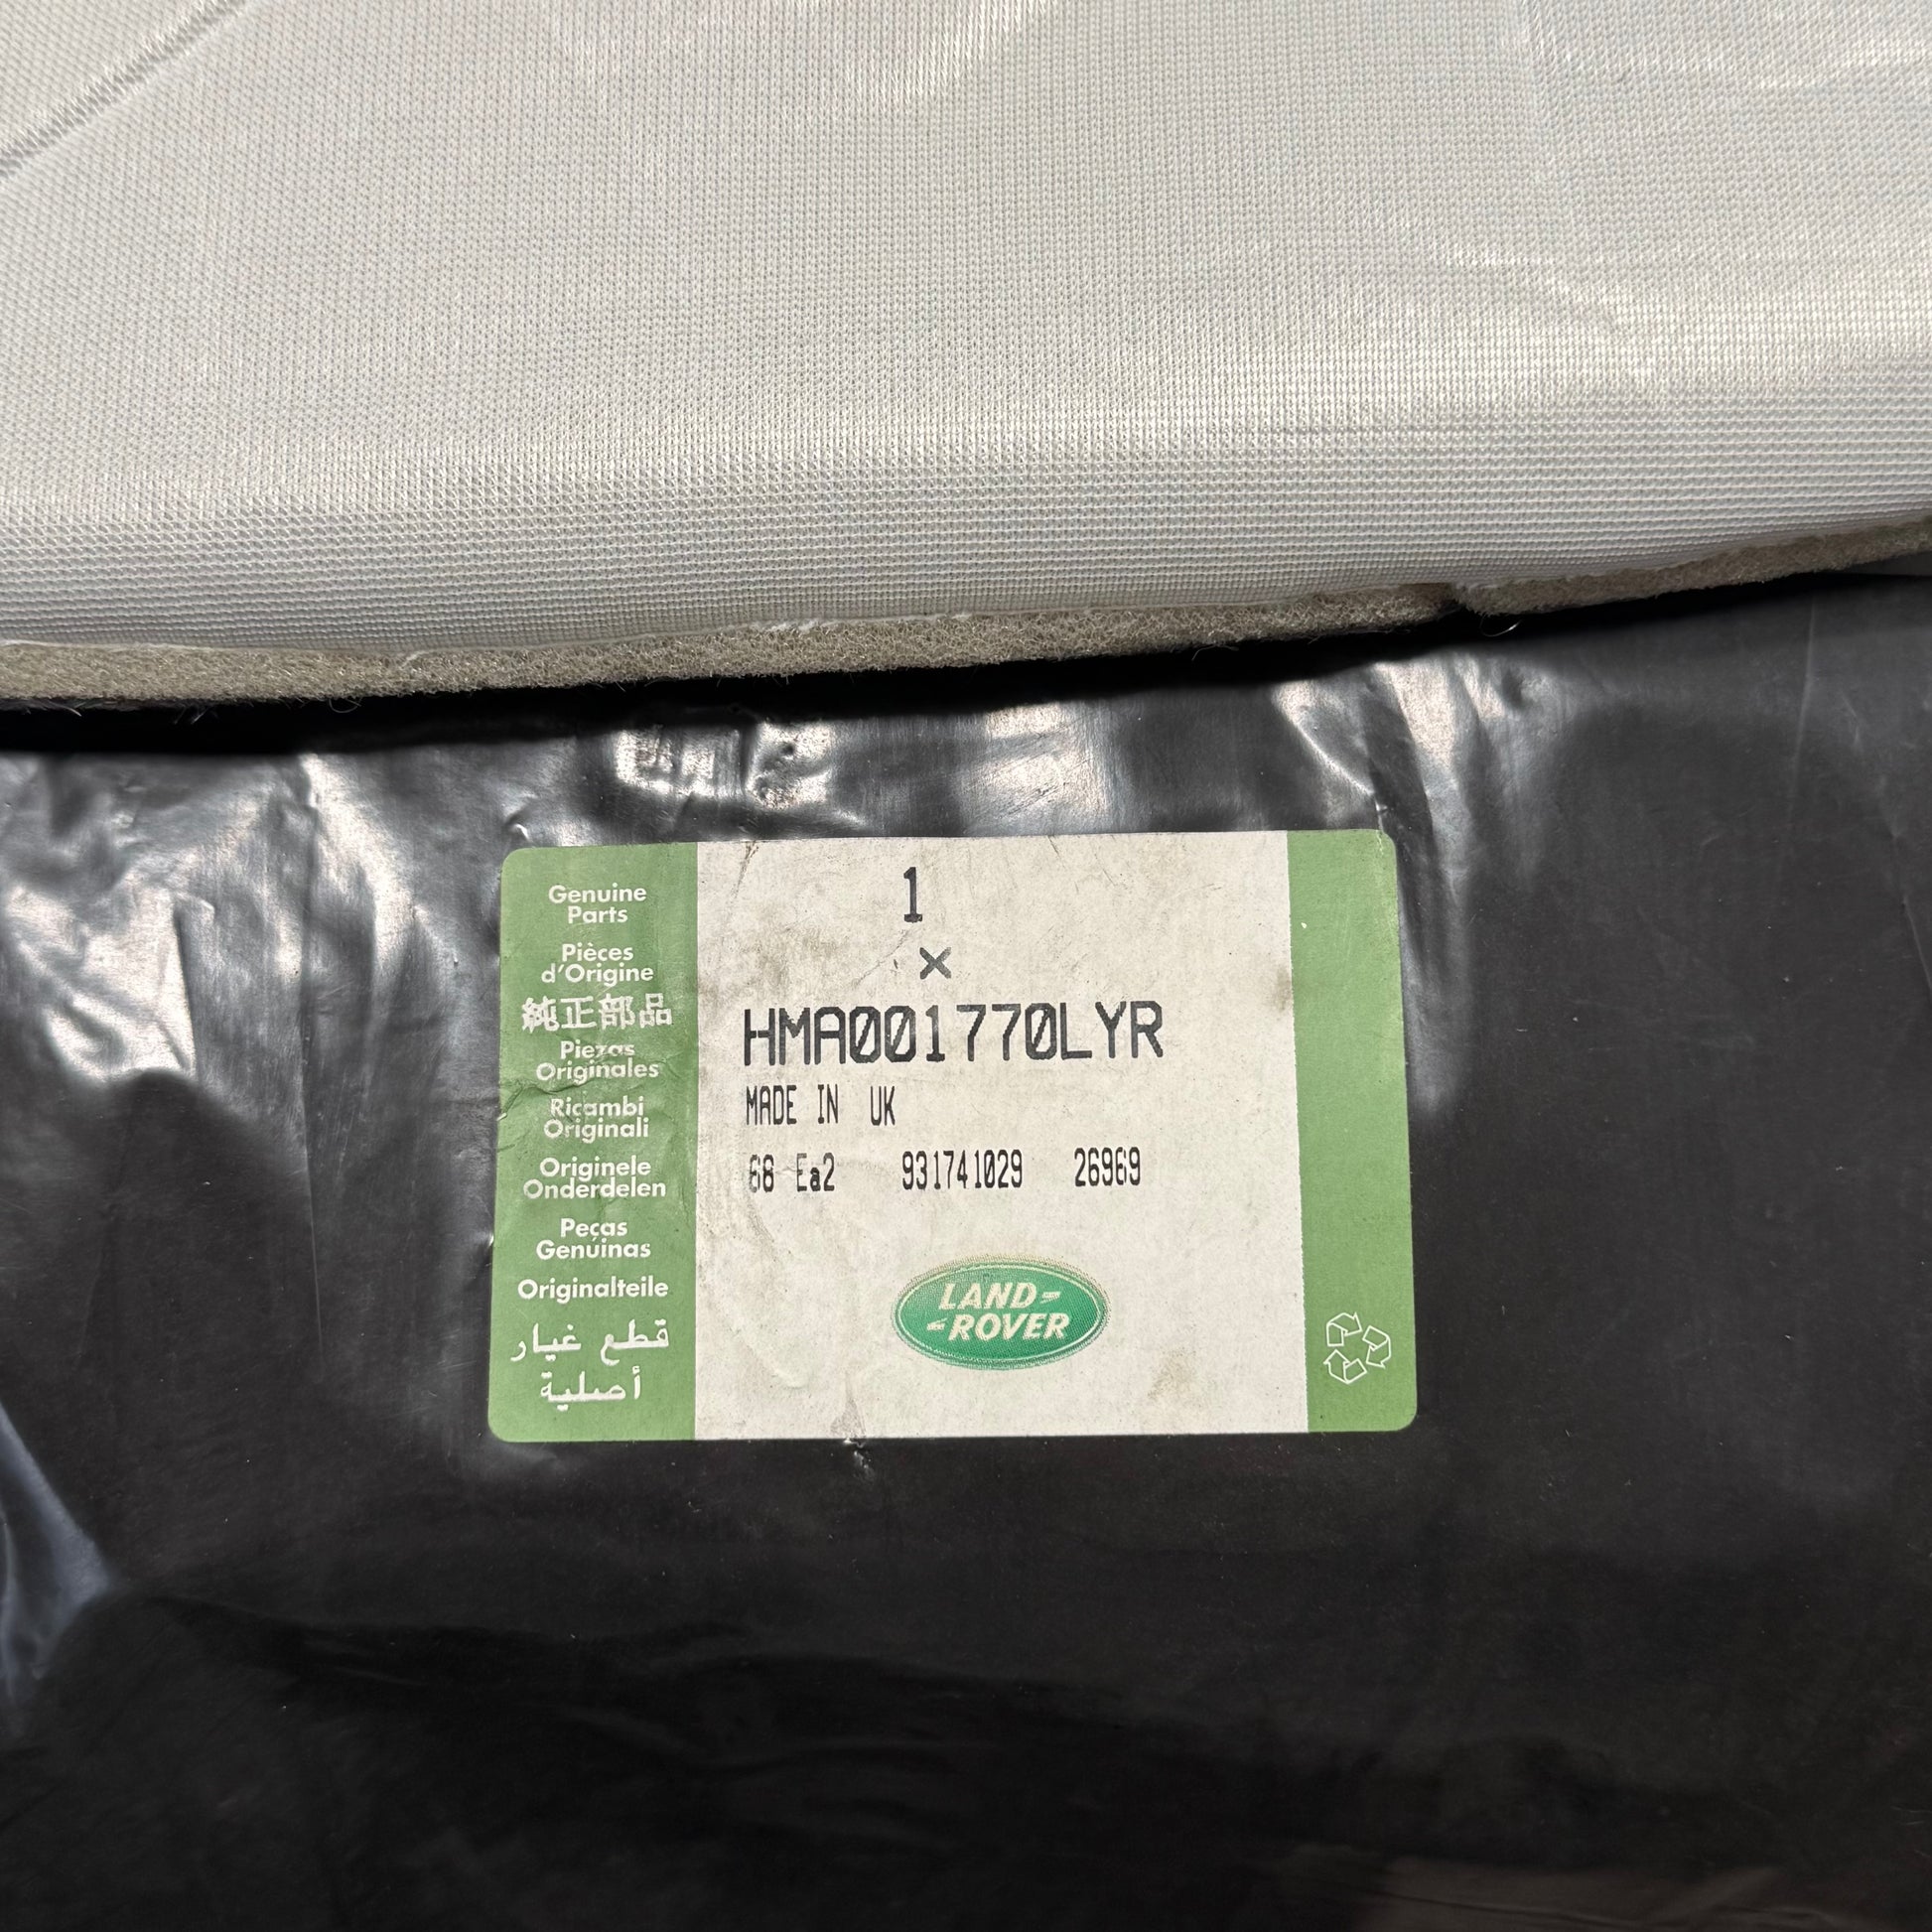 Genuine
Parts
Pièces
d'Origine
純正部品
Piezas
Originales
Ricambi
Originali
Originele
Onderdelen
Peças
Genúinas
Originalteile
قطع غيار
أصلية
1
×
HMA001770LYR
MADE IN UK
68 Ea2 931741029 26969
LAND-
-ROVER